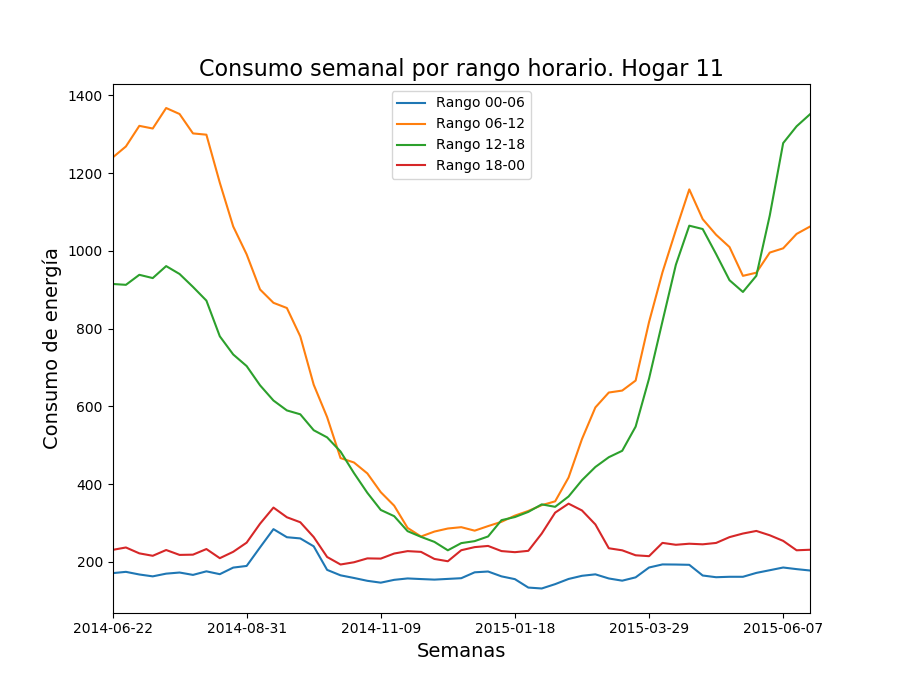 Consumo semanal por rango horario. Hogar 11
Rango 00-06
Rango 06-12
Rango 12-18
Rango 18-00
1400
1200
1000
800
600
400
200
Consumo de energía
2014-06-22
2014-08-31
2014-11-09
2015-01-18
2015-03-29
2015-06-07
Semanas